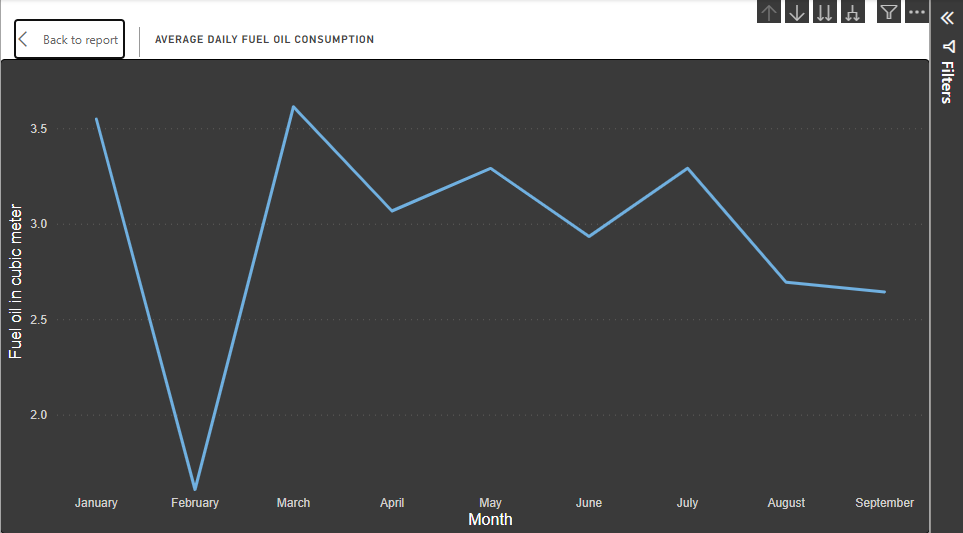 Back to report
AVERAGE DAILY FUEL OIL CONSUMPTION
Filters
Fuel oil in cubic meter
3.5
3.0
2.5
2.0
January February March April May June July August September
Month